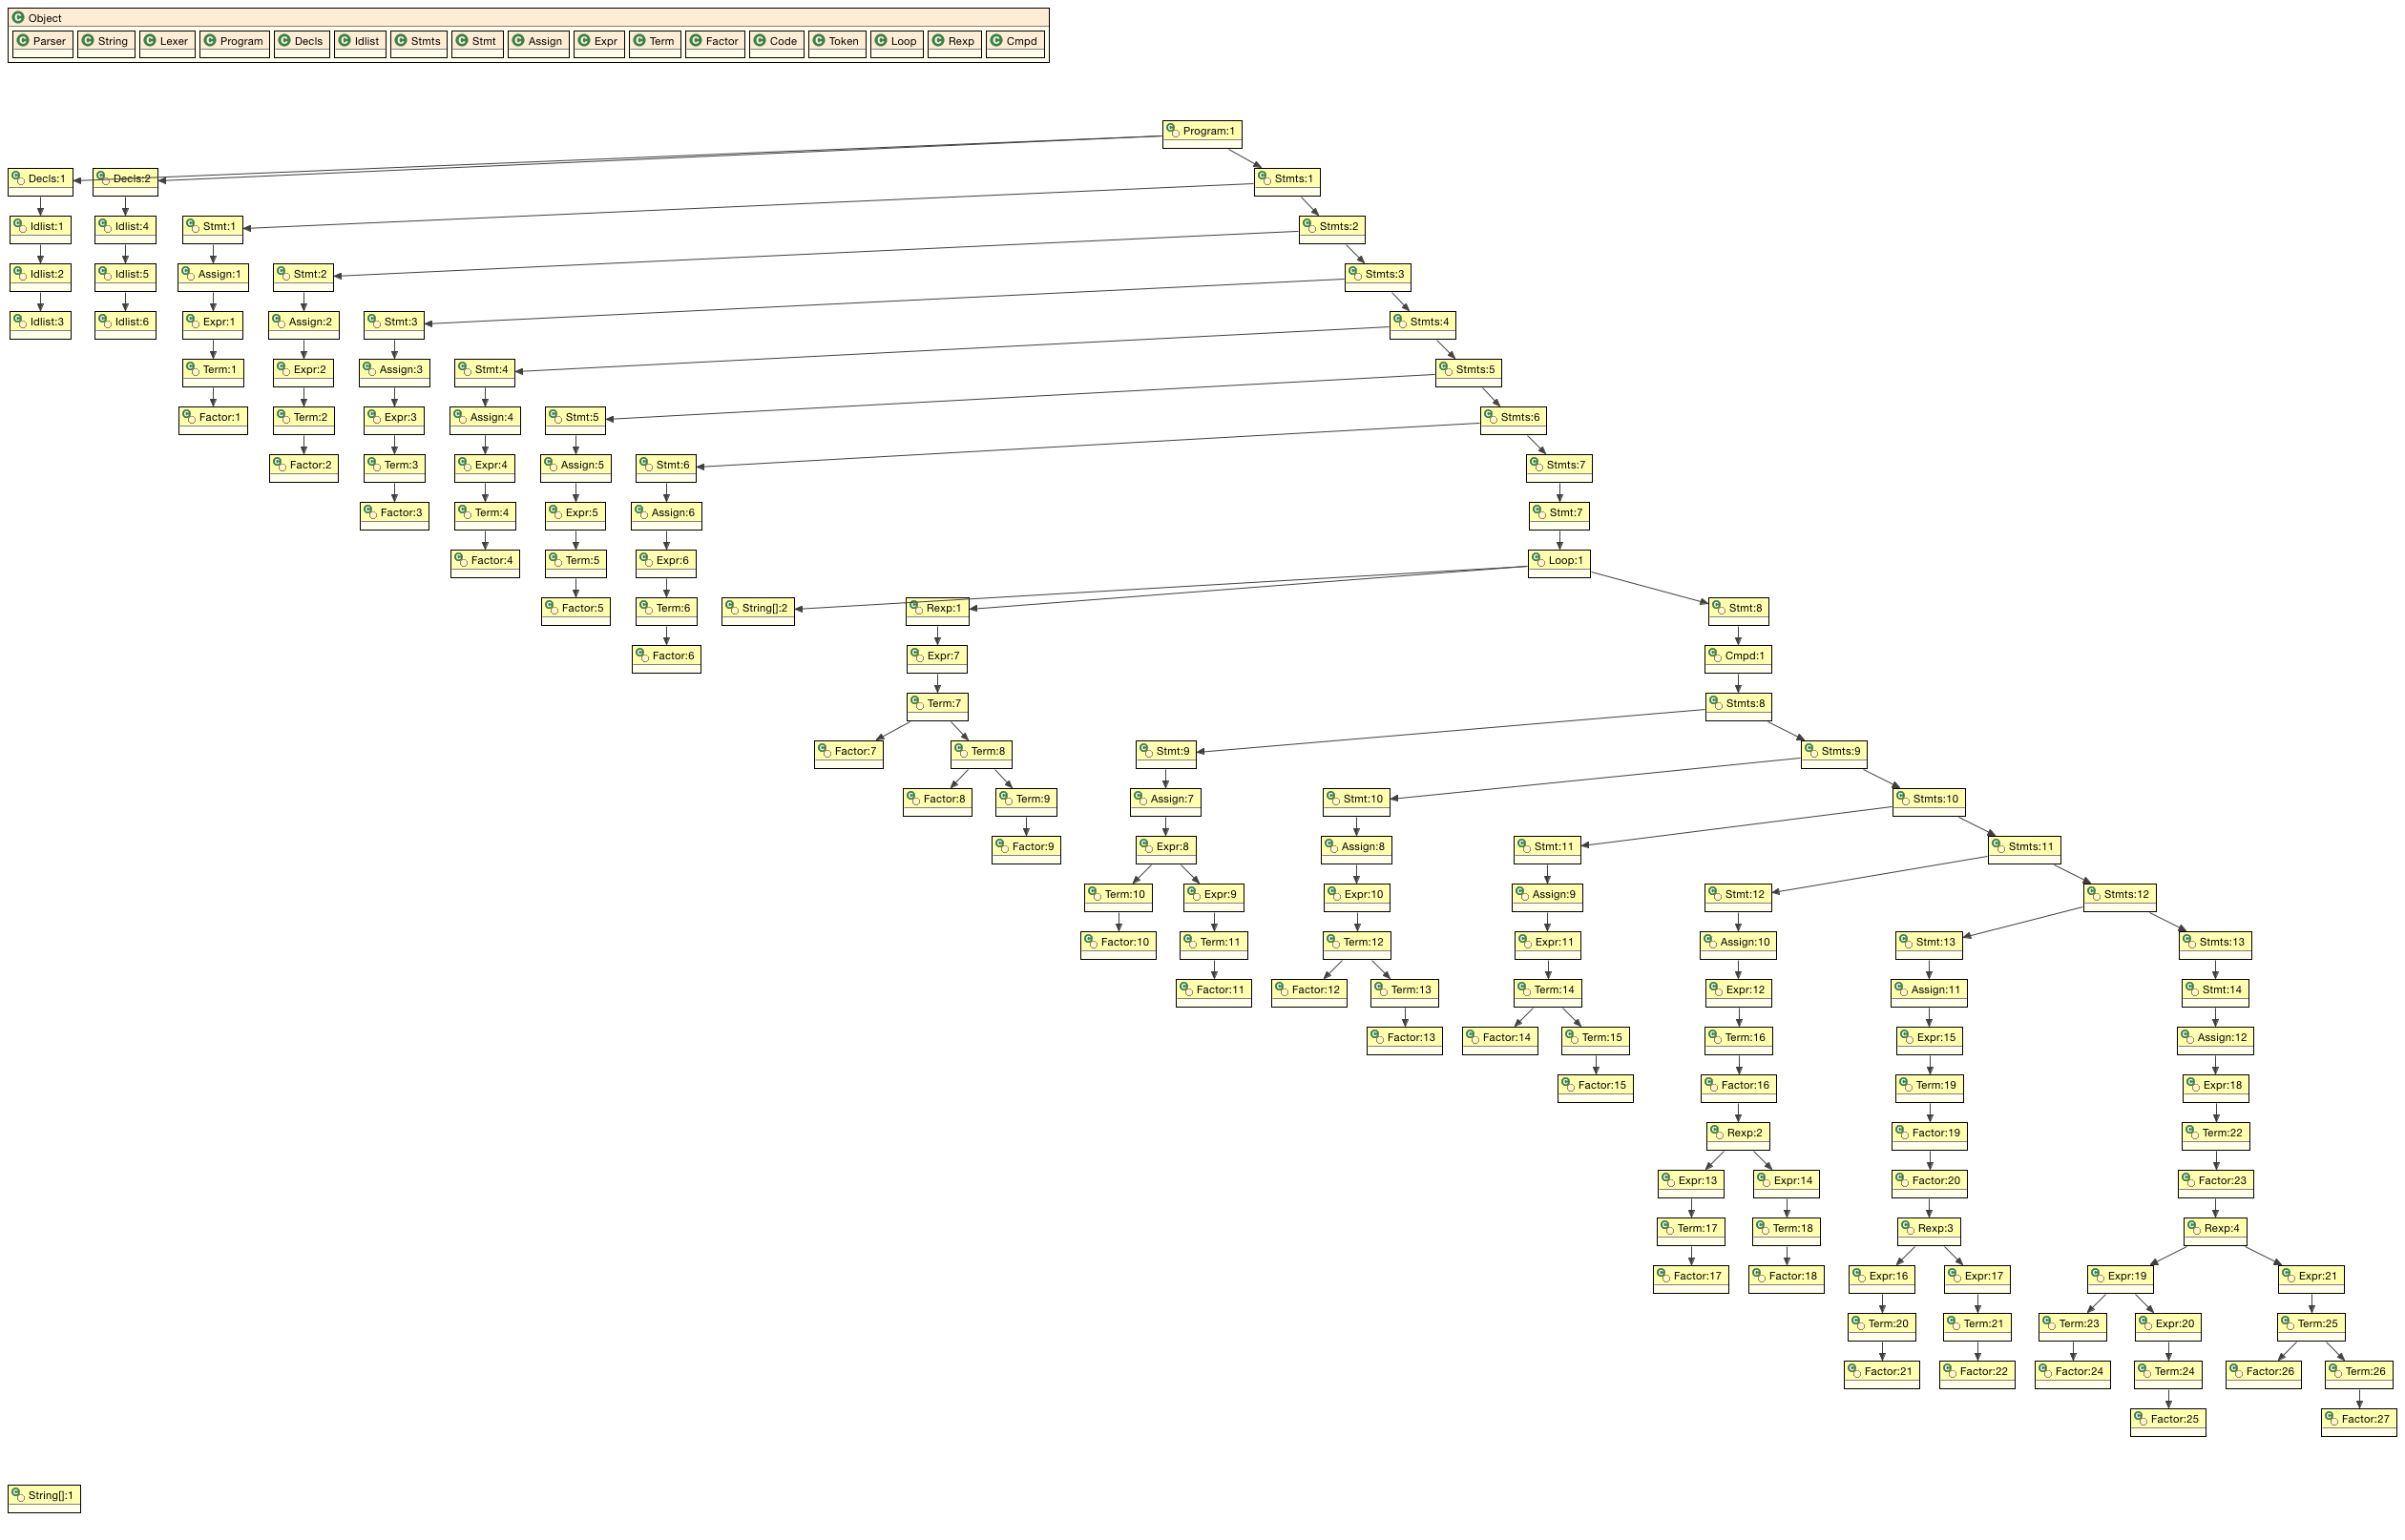 Object
Parser String Lexer Program Decls Idlist Stmts Stmt Assign Expr Term Factor Code Token Loop Rexp Cmpd
Program:1
Decls:1 Decls:2 Stmts:1
Idlist:1 Idlist:4 Stmt:1 Stmts:2
Idlist:2 Idlist:5 Assign:1 Stmt:2 Stmts:3
Idlist:3 Idlist:6 Expr:1 Assign:2 Stmt:3 Stmts:4
Term:1 Expr:2 Assign:3 Stmt:4 Stmts:5
Factor:1 Term:2 Expr:3 Assign:4 Stmt:5 Stmts:6
Factor:2 Term:3 Expr:4 Assign:5 Stmt:6 Stmts:7
Factor:3 Term:4 Expr:5 Assign:6 Stmt:7
Factor:4 Term:5 Expr:6 Loop:1
Factor:5 Term:6 String[]:2 Rexp:1 Stmt:8
Factor:6 Expr:7 Cmpd:1
Term:7 Stmts:8
Factor:7 Term:8 Stmt:9 Stmts:9
Factor:8 Term:9 Assign:7 Stmt:10 Stmts:10
Factor:9 Expr:8 Assign:8 Stmt:11 Stmts:11
Term:10 Expr:9 Expr:10 Assign:9 Stmt:12 Stmts:12
Factor:10 Term:11 Term:12 Expr:11 Assign:10 Stmt:13 Stmts:13
Factor:11 Factor:12 Term:13 Term:14 Expr:12 Assign:11 Stmt:14
Factor:13 Factor:14 Term:15 Term:16 Expr:15 Assign:12
Factor:15 Factor:16 Term:19 Expr:18
Rexp:2 Factor:19 Term:22
Expr:13 Expr:14 Factor:20 Factor:23
Term:17 Term:18 Rexp:3 Rexp:4
Factor:17 Factor:18 Expr:16 Expr:17 Expr:19 Expr:21
Term:20 Term:21 Term:23 Expr:20 Term:25
Factor:21 Factor:22 Factor:24 Term:24 Factor:26 Term:26
Factor:25 Factor:27
String[]:1